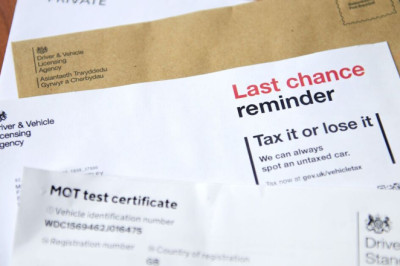 PRIVATE
Driver & Vehicle
Licensing
Agency
Asiantaeth Trwyddedu
Gyrwyr a Cherbydau
Last chance
reminder
Driver & Vehicle
Licensing
Agency
Tax it or lose it
We can always
spot an untaxed car.
Tax now at gov.uk/vehicletax
MOT test certificate
Vehicle identification number
WDC1569462J016475
Registration number
Country of registration
GB
Drive
Stan